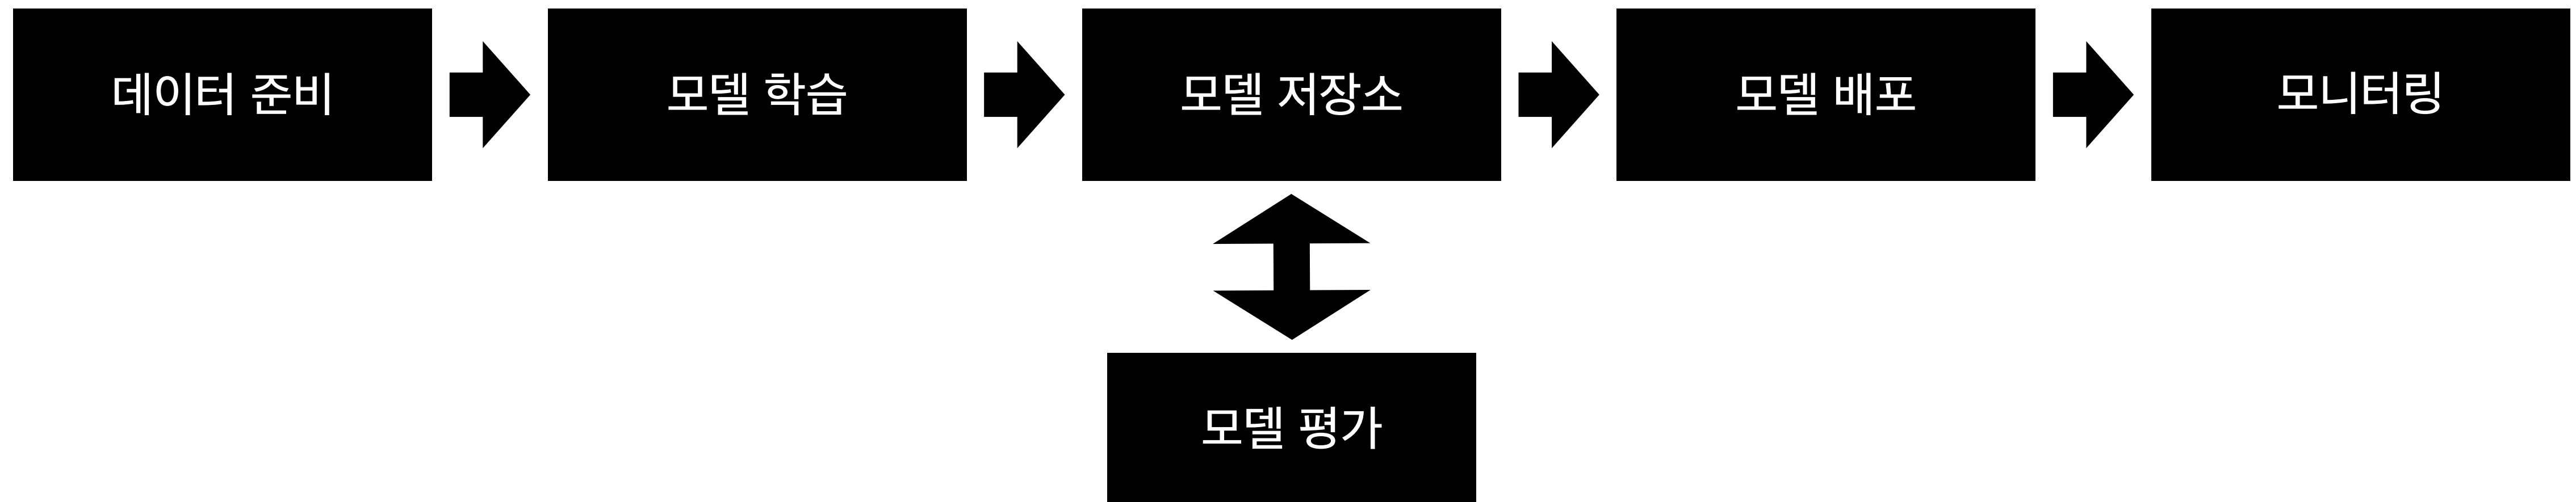 데이터 준비
모델 학습
모델 저장소
모델 배포
모니터링
모델 평가